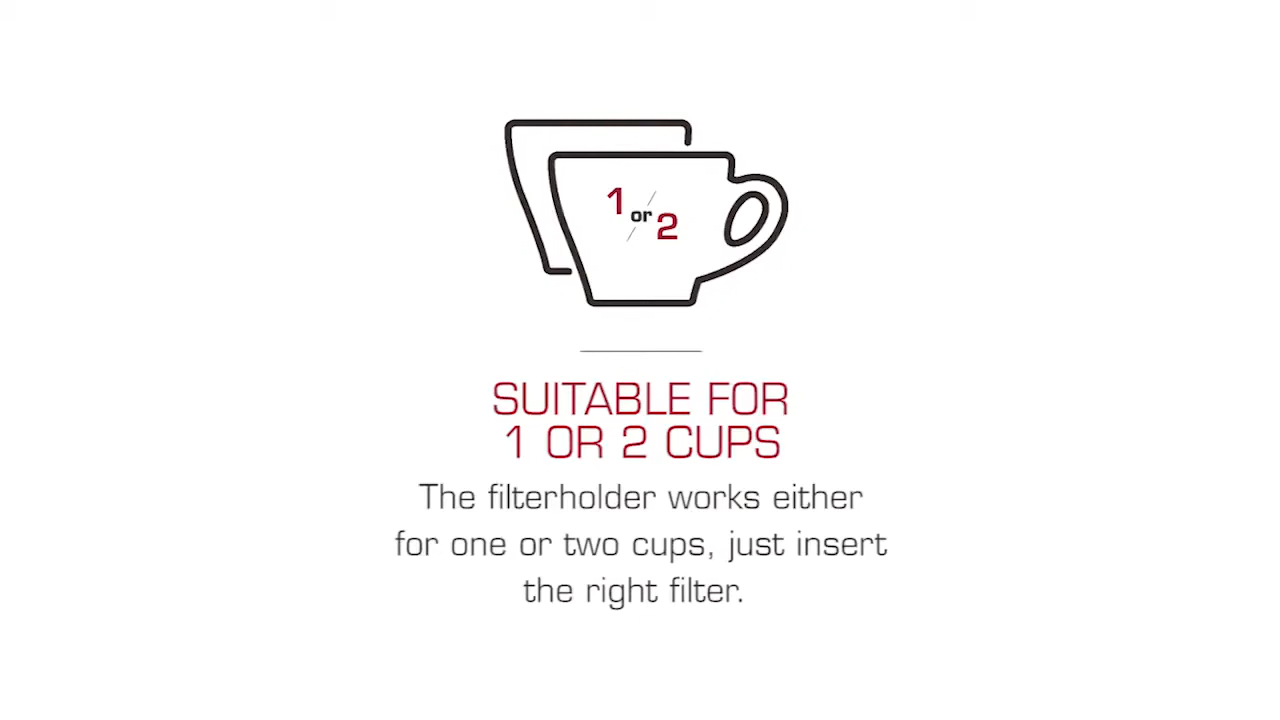 1 or 2
SUITABLE FOR
1 OR 2 CUPS
The filterholder works either
for one or two cups, just insert
the right filter.